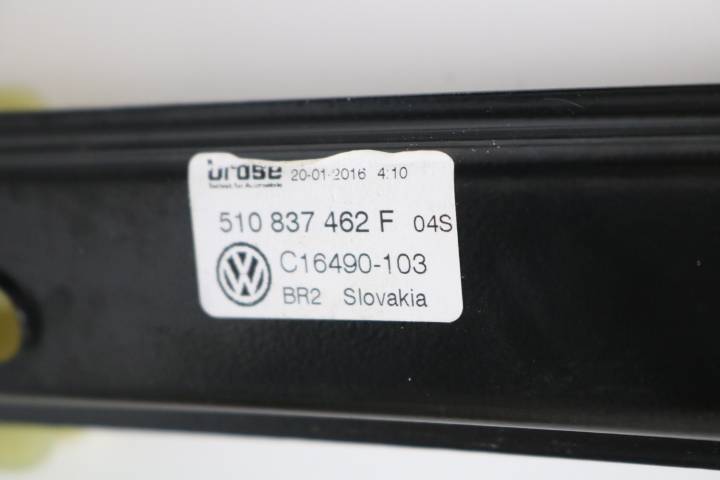 brose 20-01-2016 4:10
510 837 462 F 04S
C16490-103
BR2 Slovakia